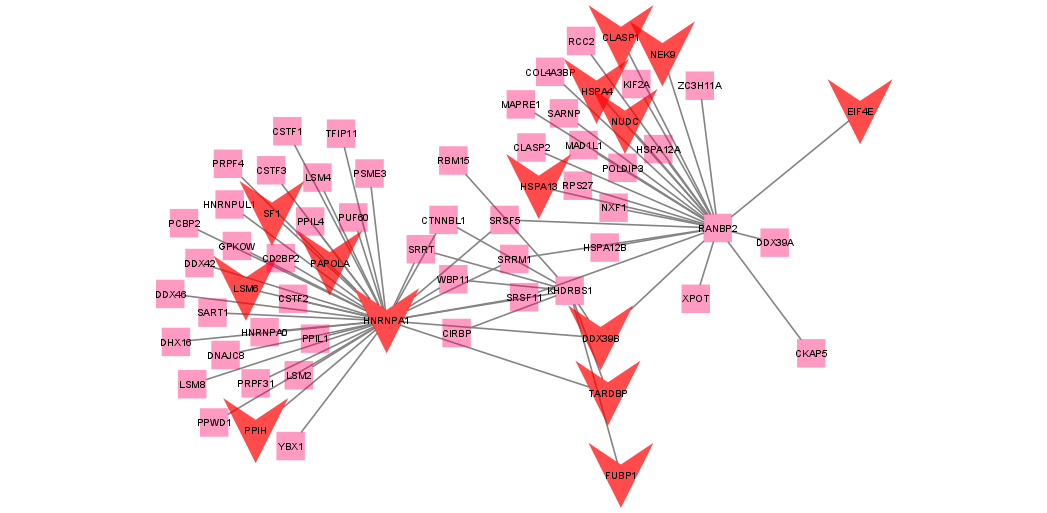 CLASP1
RCC2
NEK9
COL4A3BP
KIF2A
ZC3H11A
HSPA4
MAPRE1
SARNP
EIF4E
NUDC
CSTF1
TFIP11
CLASP2
MAD1L1
HSPA12A
PRPF4
CSTF3
LSM4
PSME3
RBM15
POLDIP3
HSPA13
RPS27
HNRNPUL1
SF1
PPIL4
PUF60
NXF1
PCBP2
CTNNBL1
SRSF5
RANBP2
GPKOW
CD2BP2
PAPOLA
SRRT
SRRM1
HSPA12B
DDX39A
DDX42
LSM6
WBP11
KHDRBS1
DDX46
CSTF2
SRSF11
XPOT
SART1
HNRNPA1
DHX16
HNRNPA0
PPIL1
CIRBP
DDX39B
DNAJC8
CKAP5
LSM8
PRPF31
LSM2
TARDBP
PPWD1
PPIH
YBX1
FUBP1